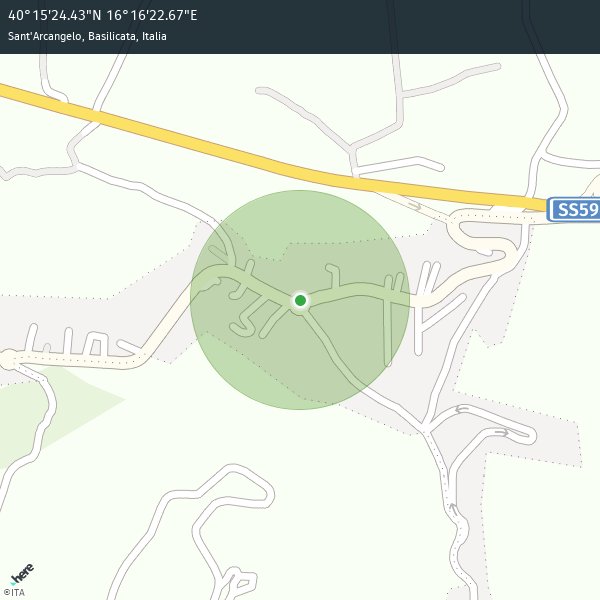 40°15'24.43"N 16°16'22.67"E
Sant'Arcangelo, Basilicata, Italia
SS59
here
©ITA